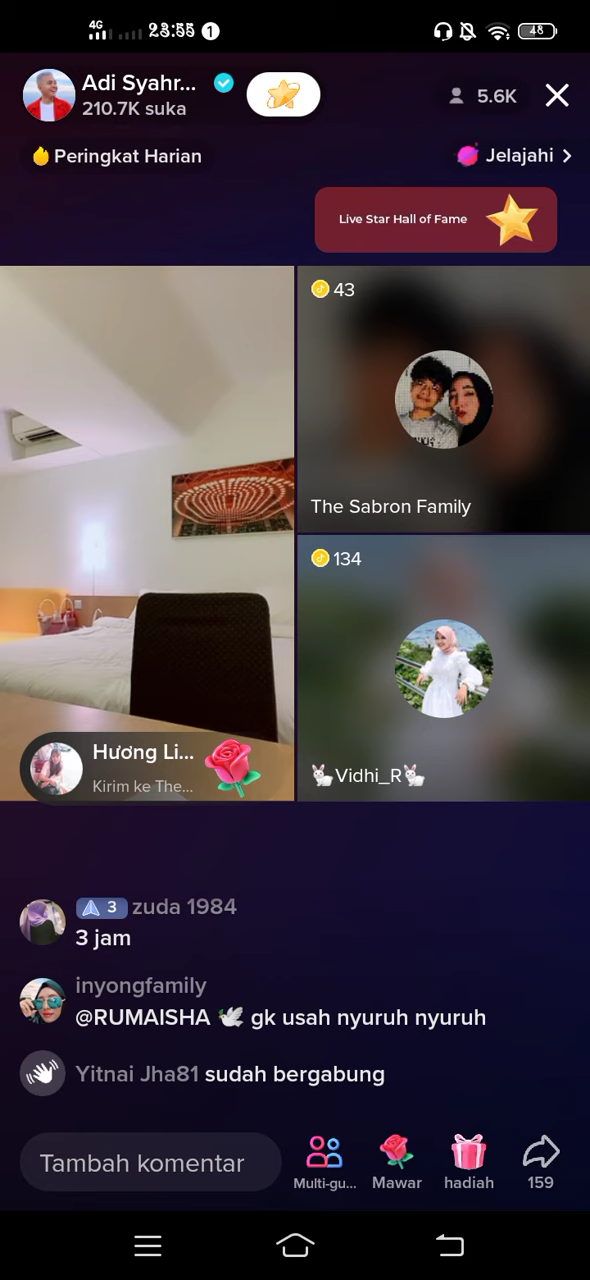 4G
23:55
1
48
Adi Syahr...
210.7K suka
5.6K
Peringkat Harian
Jelajahi
Live Star Hall of Fame
43
The Sabron Family
134
🐇Vidhi_R🐇
Hương Li...
Kirim ke The...
3 zuda 1984
3 jam
inyongfamily
@RUMAISHA 🕊 gk usah nyuruh nyuruh
Yitnai Jha81 sudah bergabung
Tambah komentar
Multi-gu...
Mawar
hadiah
159